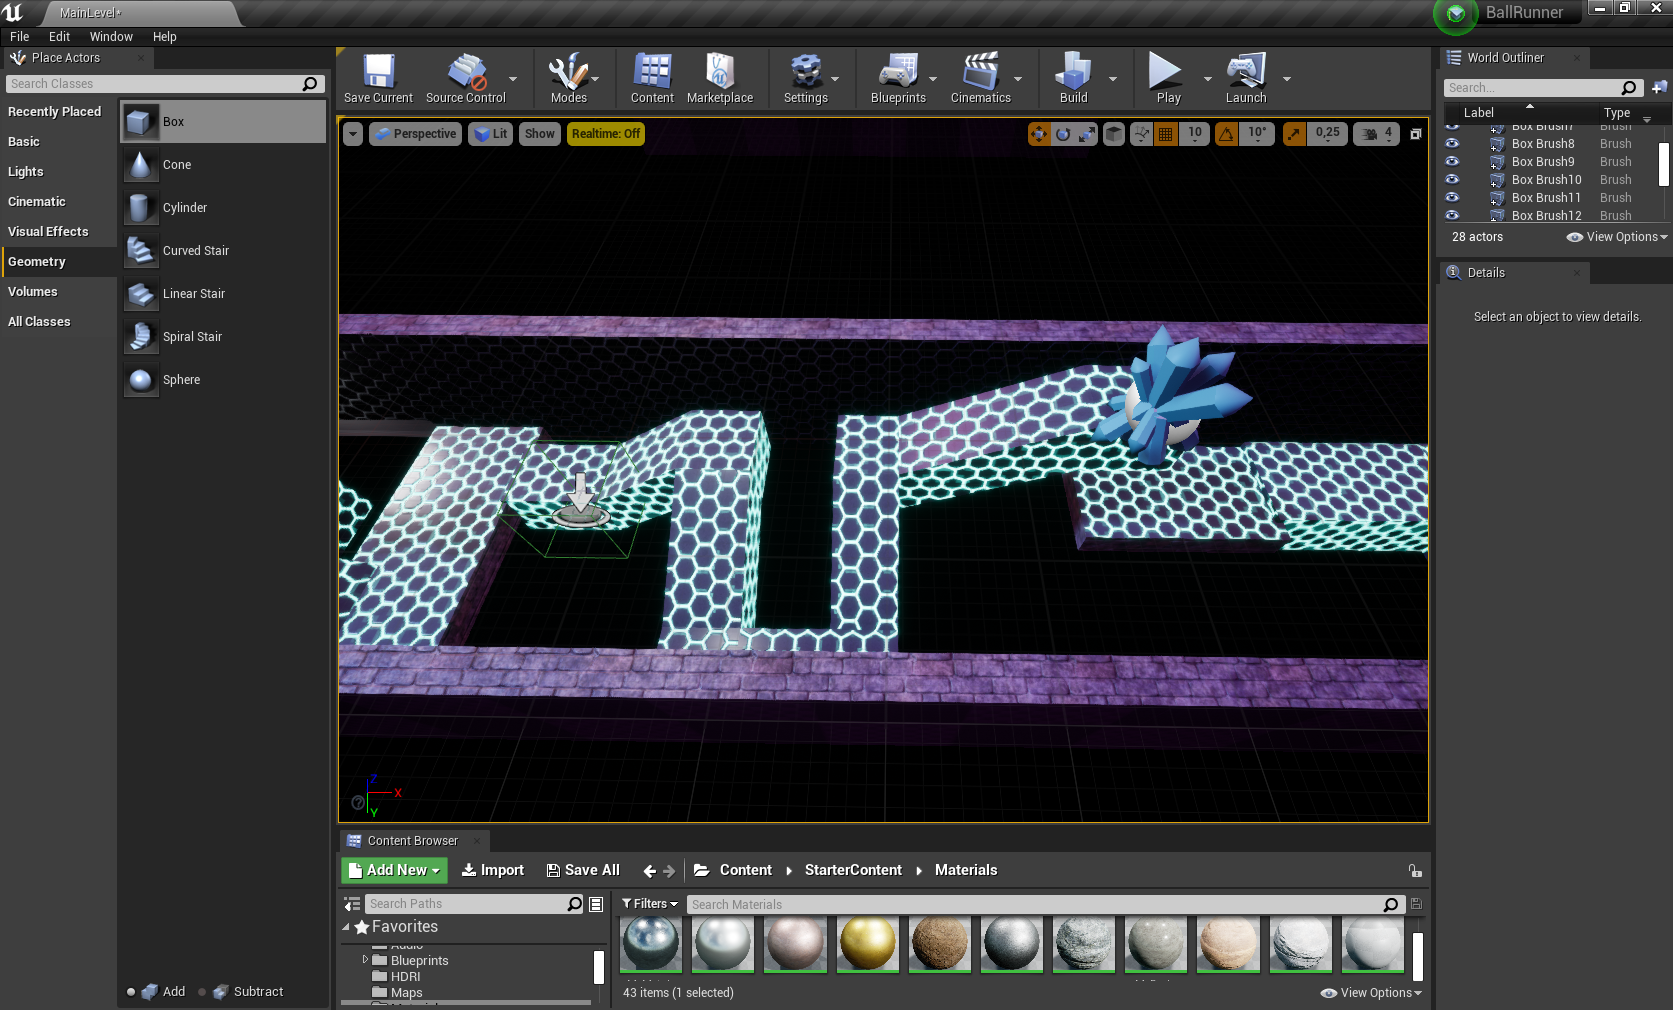 MainLevel*
BallRunner
File Edit Window Help
Place Actors
Search Classes
Recently Placed
Basic
Lights
Cinematic
Visual Effects
Geometry
Volumes
All Classes
Box
Cone
Cylinder
Curved Stair
Linear Stair
Spiral Stair
Sphere
Add Subtract
Save Current Source Control Modes Content Marketplace Settings Blueprints Cinematics Build Play Launch
Perspective Lit Show Realtime: Off 10 10° 0,25 4
Z
X
Y
World Outliner
Search...
Label Type
Box Brush7 Brush
Box Brush8 Brush
Box Brush9 Brush
Box Brush10 Brush
Box Brush11 Brush
Box Brush12 Brush
28 actors View Options
Details
Select an object to view details.
Content Browser
Add New Import Save All Content StarterContent Materials
Search Paths
Favorites
Audio
Blueprints
HDRI
Maps
Filters Search Materials
43 items (1 selected) View Options